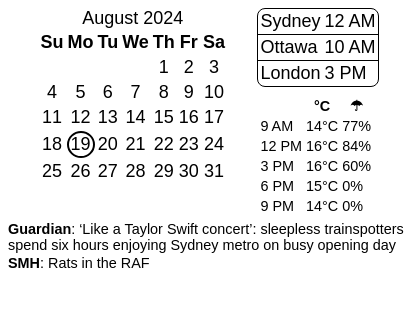 August 2024
Su Mo Tu We Th Fr Sa
1 2 3
4 5 6 7 8 9 10
11 12 13 14 15 16 17
18 19 20 21 22 23 24
25 26 27 28 29 30 31
Sydney 12 AM
Ottawa 10 AM
London 3 PM
°C ☂
9 AM 14°C 77%
12 PM 16°C 84%
3 PM 16°C 60%
6 PM 15°C 0%
9 PM 14°C 0%
Guardian: ‘Like a Taylor Swift concert’: sleepless trainspotters
spend six hours enjoying Sydney metro on busy opening day
SMH: Rats in the RAF